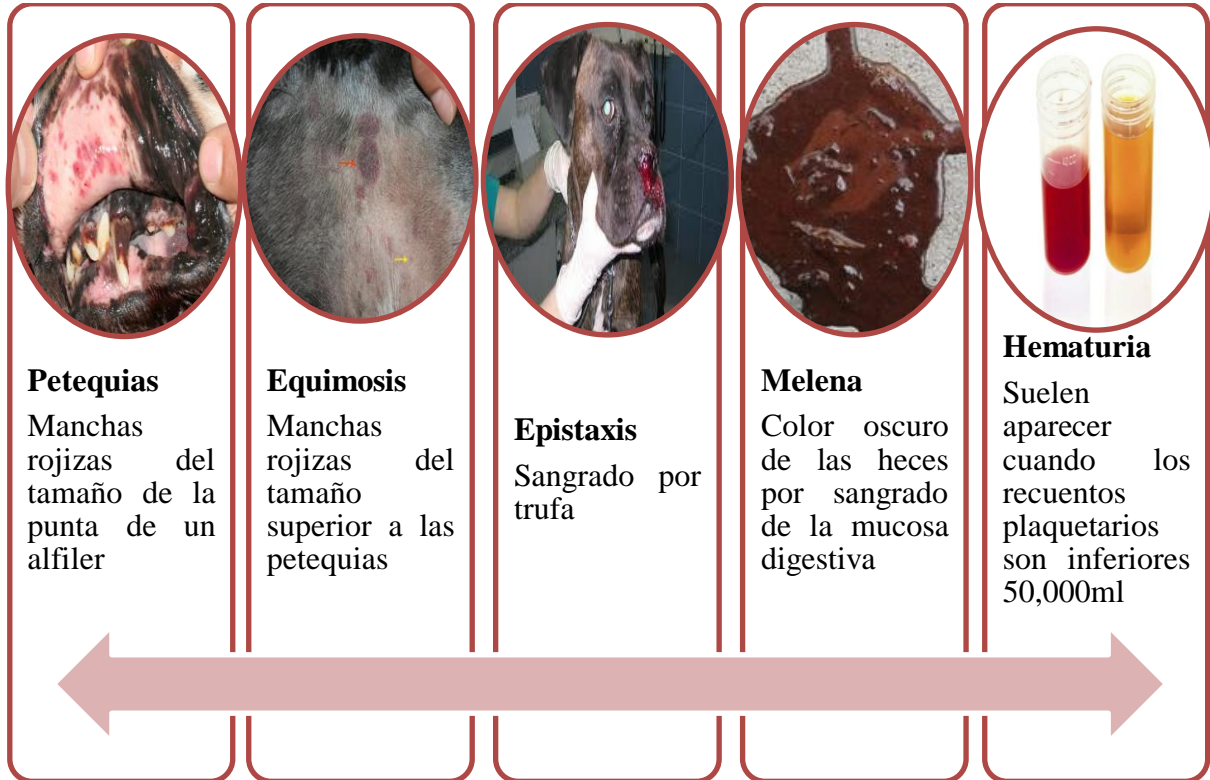 Petequias
Manchas
rojizas del
tamaño de la
punta de un
alfiler
Equimosis
Manchas
rojizas del
tamaño
superior a las
petequias
Epistaxis
Sangrado por
trufa
Melena
Color oscuro
de las heces
por sangrado
de la mucosa
digestiva
Hematuria
Suelen
aparecer
cuando los
recuentos
plaquetarios
son inferiores
50,000ml